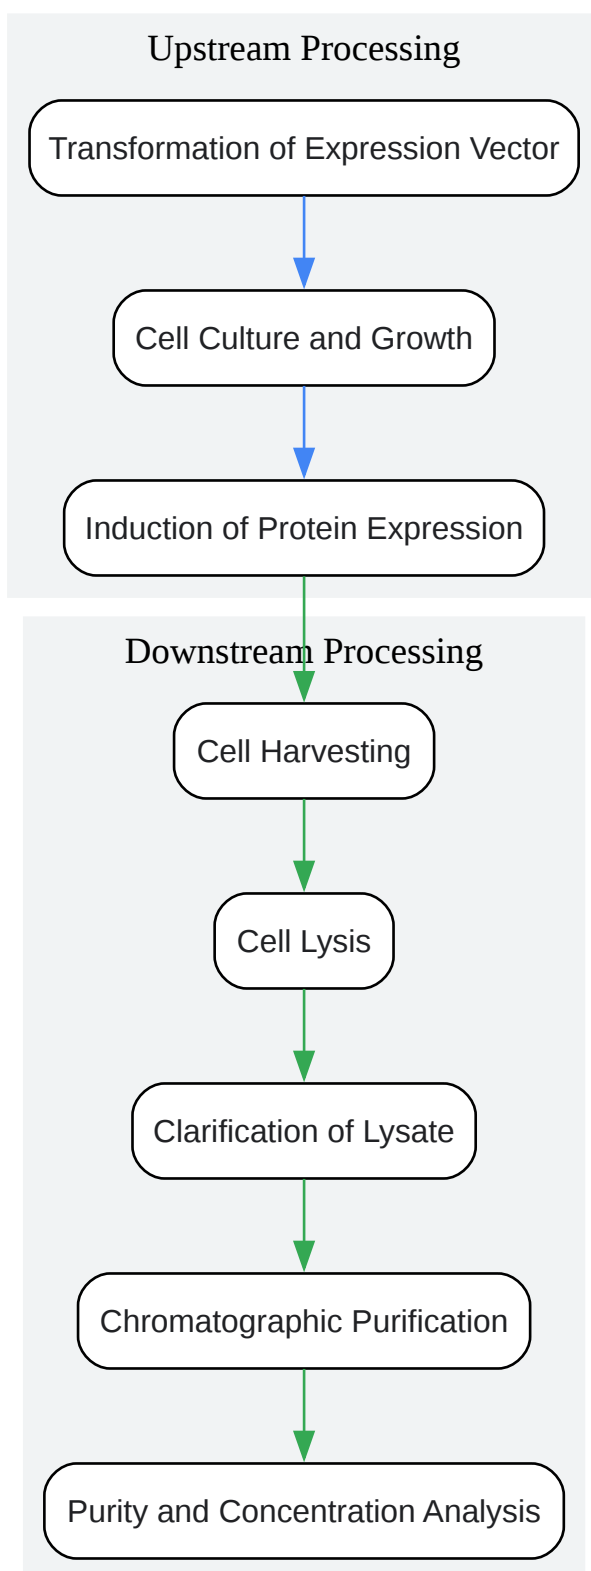 Upstream Processing
Transformation of Expression Vector
Cell Culture and Growth
Induction of Protein Expression
Downstream Processing
Cell Harvesting
Cell Lysis
Clarification of Lysate
Chromatographic Purification
Purity and Concentration Analysis